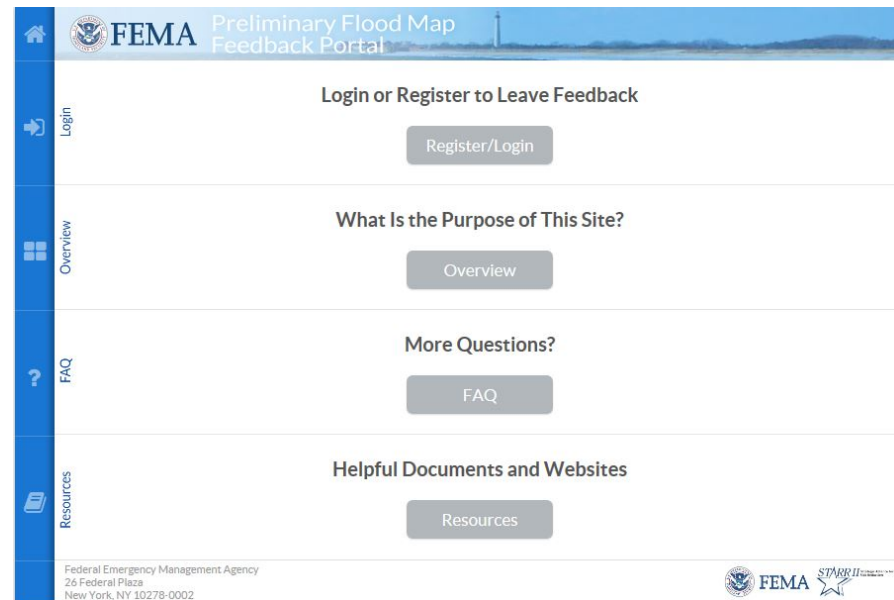 FEMA
Preliminary Flood Map
Feedback Portal
Login
Login or Register to Leave Feedback
Register/Login
Overview
What Is the Purpose of This Site?
Overview
FAQ
More Questions?
FAQ
Resources
Helpful Documents and Websites
Resources
Federal Emergency Management Agency
26 Federal Plaza
New York, NY 10278-0002
FEMA
STARR II